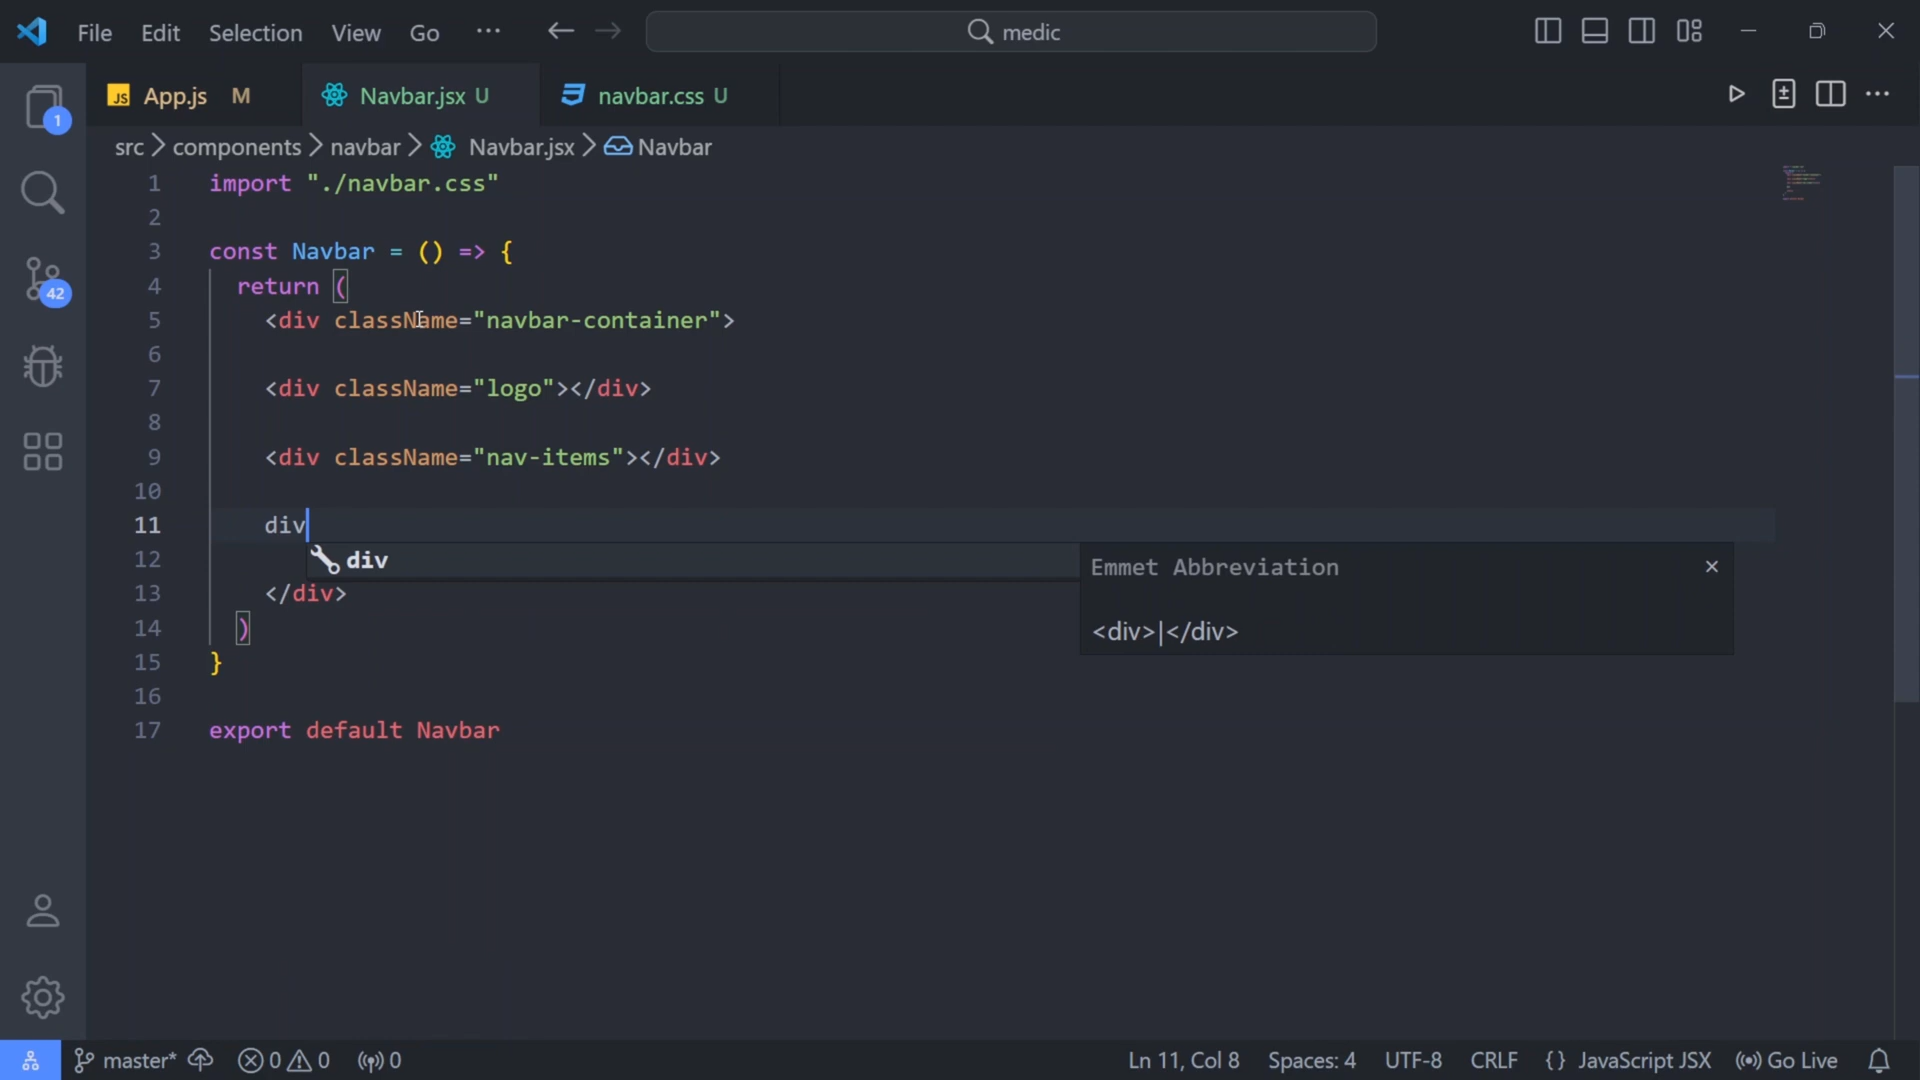 File Edit Selection View Go ··· medic
JS App.js M Navbar.jsx U navbar.css U
src > components > navbar > Navbar.jsx > Navbar
1 import "./navbar.css"
2
3 const Navbar = () => {
4 return (
5 <div className="navbar-container">
6
7 <div className="logo"></div>
8
9 <div className="nav-items"></div>
10
11 div
12 div
Emmet Abbreviation
<div>|</div>
13 </div>
14 )
15 }
16
17 export default Navbar
1
42
master* 0 0 0 Ln 11, Col 8 Spaces: 4 UTF-8 CRLF {} JavaScript JSX Go Live